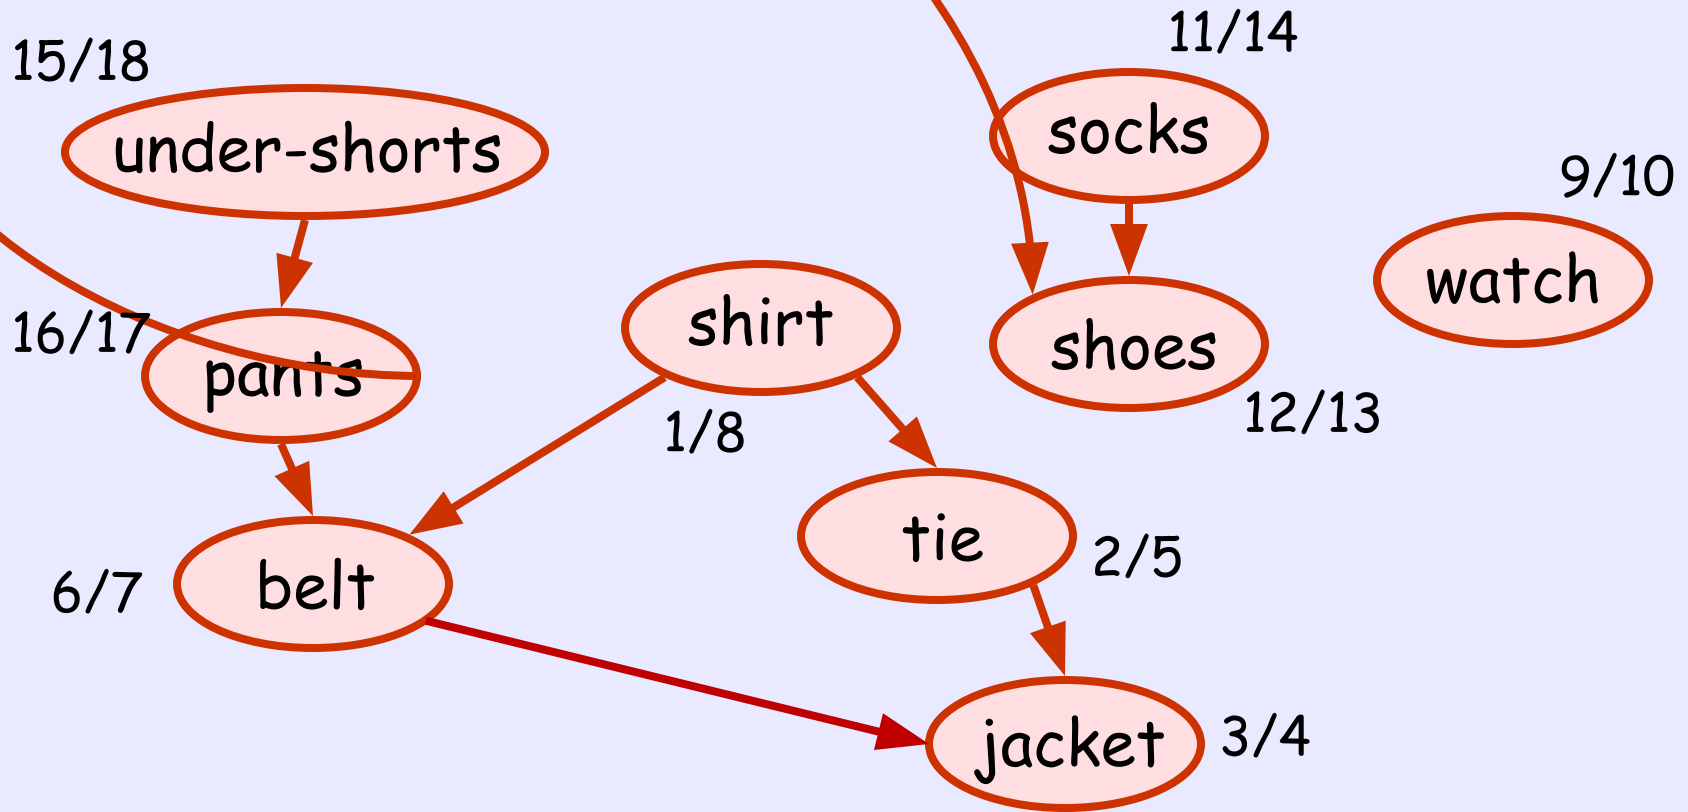 11/14
15/18
socks
under-shorts
9/10
watch
shirt
16/17
shoes
pants
12/13
1/8
tie
2/5
belt
6/7
jacket
3/4